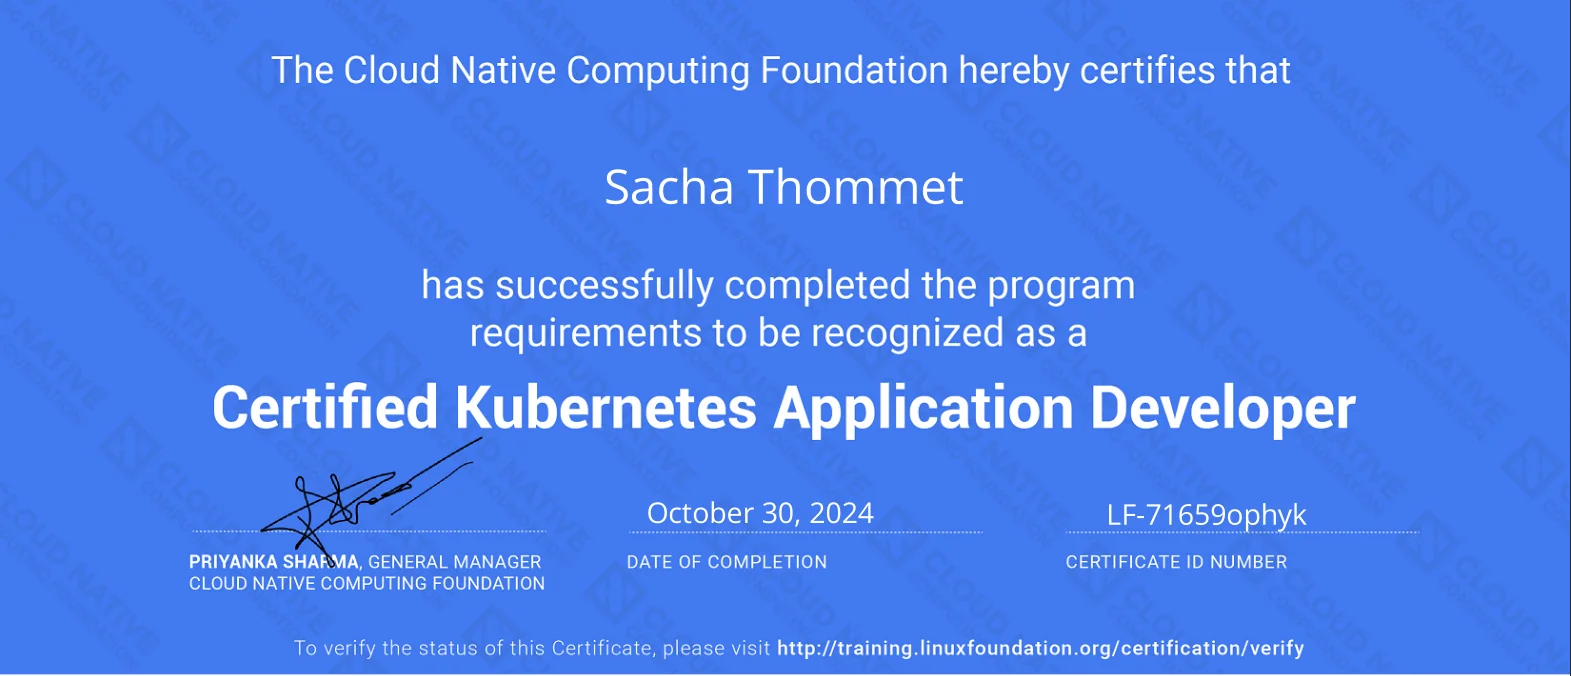 The Cloud Native Computing Foundation hereby certifies that
Sacha Thommet
has successfully completed the program
requirements to be recognized as a
Certified Kubernetes Application Developer
October 30, 2024
LF-71659ophyk
PRIYANKA SHARMA, GENERAL MANAGER
CLOUD NATIVE COMPUTING FOUNDATION
DATE OF COMPLETION
CERTIFICATE ID NUMBER
To verify the status of this Certificate, please visit http://training.linuxfoundation.org/certification/verify